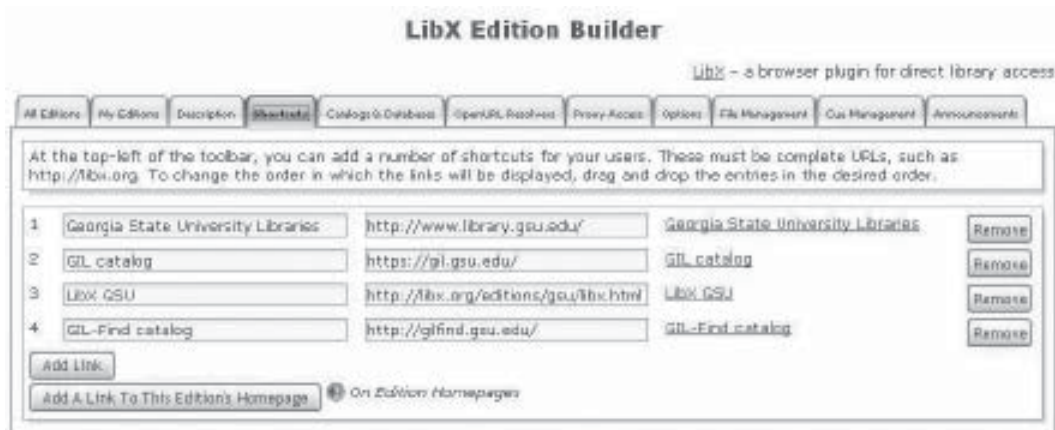 LibX Edition Builder
LibX – a browser plugin for direct library access
All Editions My Editions Description Shortcuts Catalogs & Databases OpenURL Resolvers Proxy Access Options File Management Cue Management Announcements
At the top-left of the toolbar, you can add a number of shortcuts for your users. These must be complete URLs, such as
http://libx.org. To change the order in which the links will be displayed, drag and drop the entries in the desired order.
1 Georgia State University Libraries http://www.library.gsu.edu/ Georgia State University Libraries Remove
2 GIL catalog https://gil.gsu.edu/ GIL catalog Remove
3 LibX GSU http://libx.org/editions/gsu/libx.html LibX GSU Remove
4 GIL-Find catalog http://gilfind.gsu.edu/ GIL-Find catalog Remove
Add Link
Add A Link To This Edition's Homepage On Edition Homepages